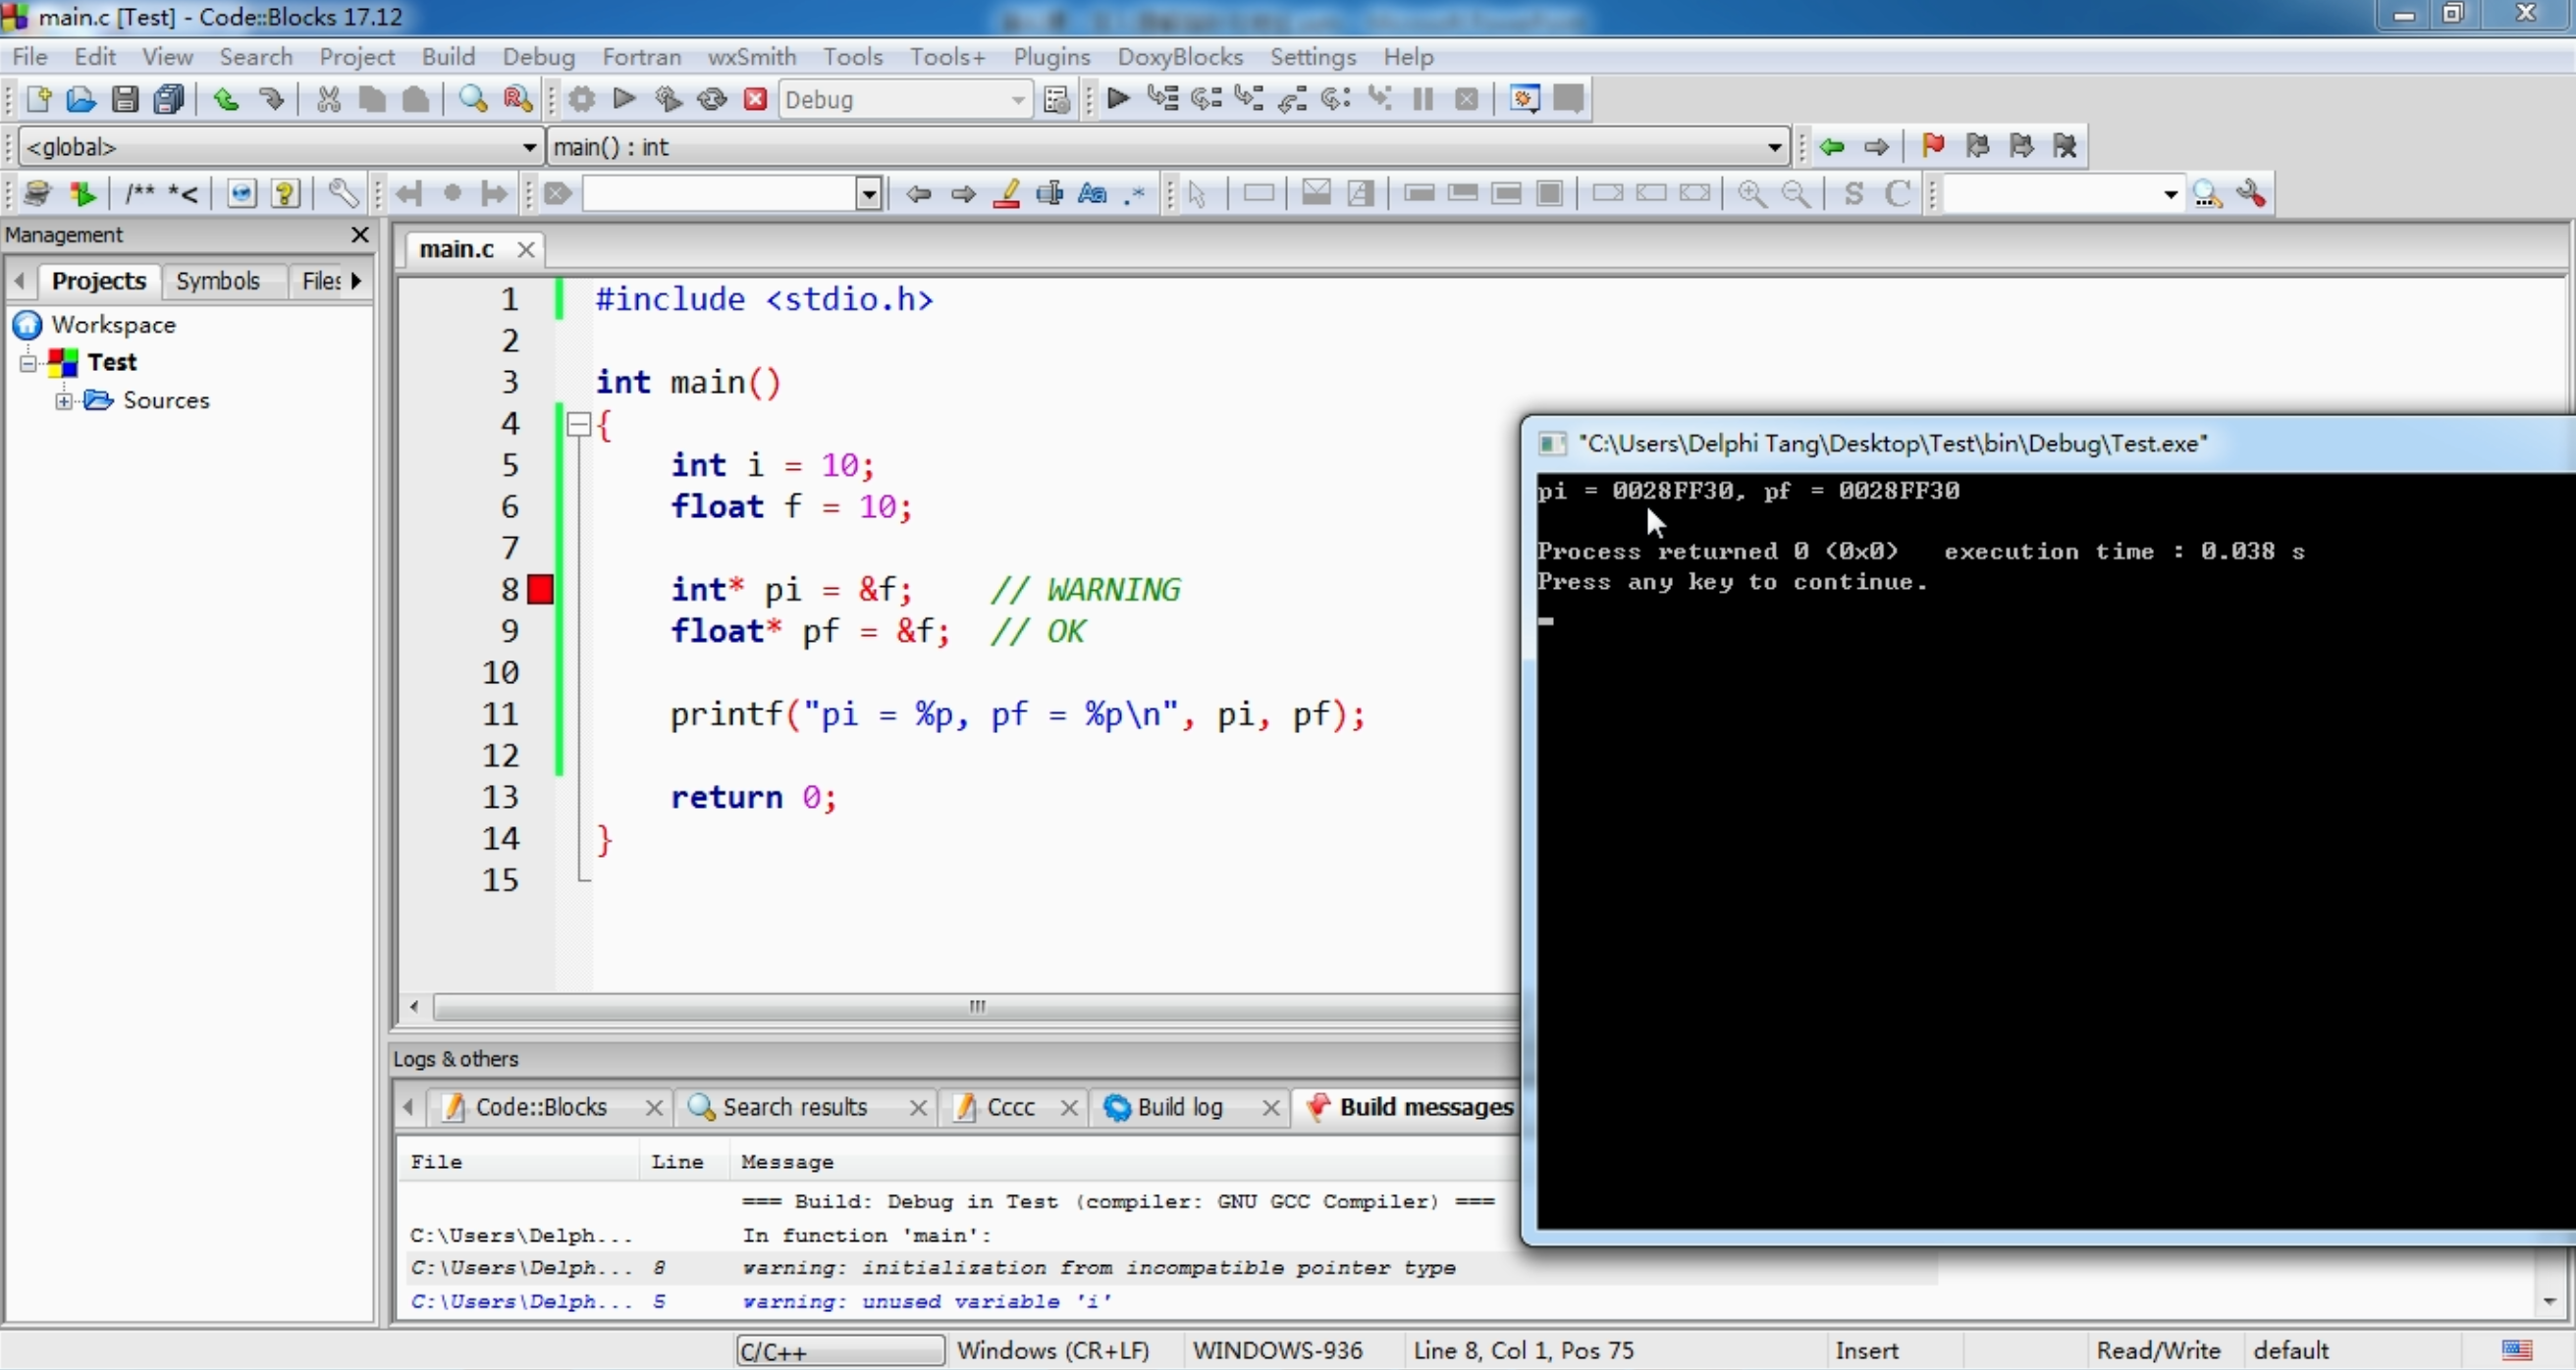 main.c [Test] - Code::Blocks 17.12
File Edit View Search Project Build Debug Fortran wxSmith Tools Tools+ Plugins DoxyBlocks Settings Help
Debug
<global> main() : int
/** *<
S C
Management
main.c
Projects Symbols Files
Workspace
Test
Sources
1 #include <stdio.h>
2
3 int main()
4 {
5 int i = 10;
6 float f = 10;
7
8 int* pi = &f; // WARNING
9 float* pf = &f; // OK
10
11 printf("pi = %p, pf = %p\n", pi, pf);
12
13 return 0;
14 }
15
"C:\Users\Delphi Tang\Desktop\Test\bin\Debug\Test.exe"
pi = 0028FF30, pf = 0028FF30
Process returned 0 (0x0) execution time : 0.038 s
Press any key to continue.
Logs & others
Code::Blocks Search results Cccc Build log Build messages
File Line Message
=== Build: Debug in Test (compiler: GNU GCC Compiler) ===
C:\Users\Delph... In function 'main':
C:\Users\Delph... 8 warning: initialization from incompatible pointer type
C:\Users\Delph... 5 warning: unused variable 'i'
C/C++ Windows (CR+LF) WINDOWS-936 Line 8, Col 1, Pos 75 Insert Read/Write default